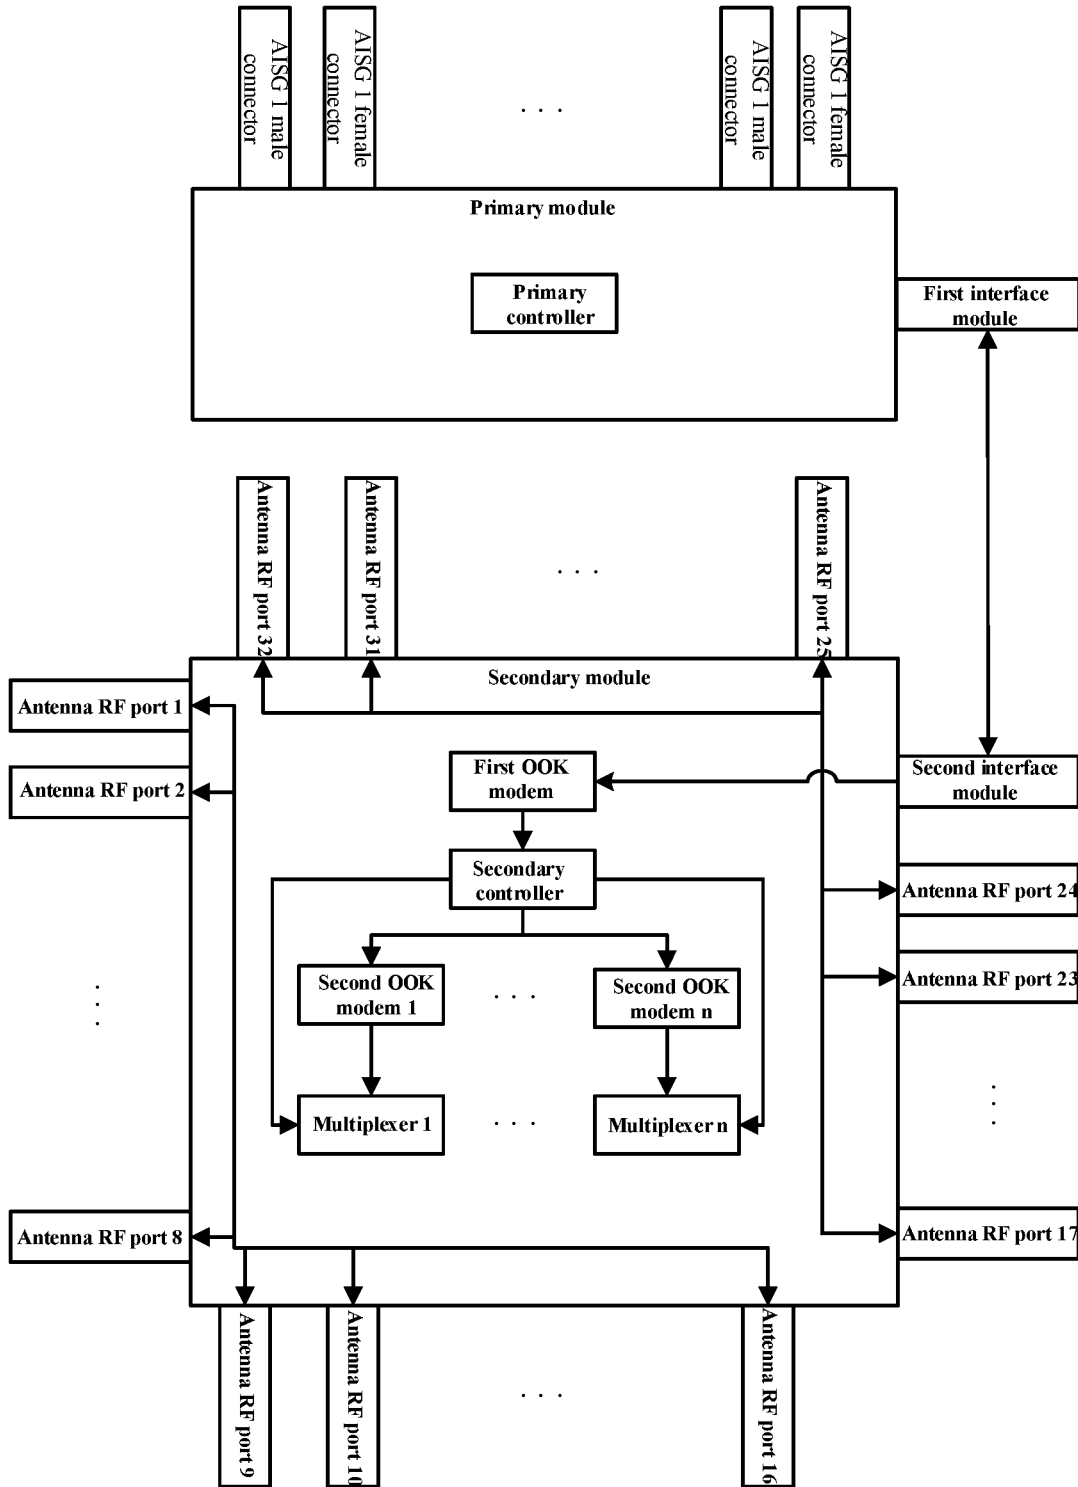 AISG 1 male
connector
AISG 1 female
connector
. . .
AISG 1 male
connector
AISG 1 female
connector
Primary module
Primary
controller
First interface
module
Antenna RF port 32
Antenna RF port 31
. . .
Antenna RF port 25
Secondary module
Antenna RF port 1
First OOK
modem
Second interface
module
Antenna RF port 2
Secondary
controller
Antenna RF port 24
Second OOK
modem 1
. . .
Second OOK
modem n
Antenna RF port 23
. . .
. . .
Multiplexer 1
. . .
Multiplexer n
Antenna RF port 8
Antenna RF port 17
Antenna RF port 9
Antenna RF port 10
. . .
Antenna RF port 16